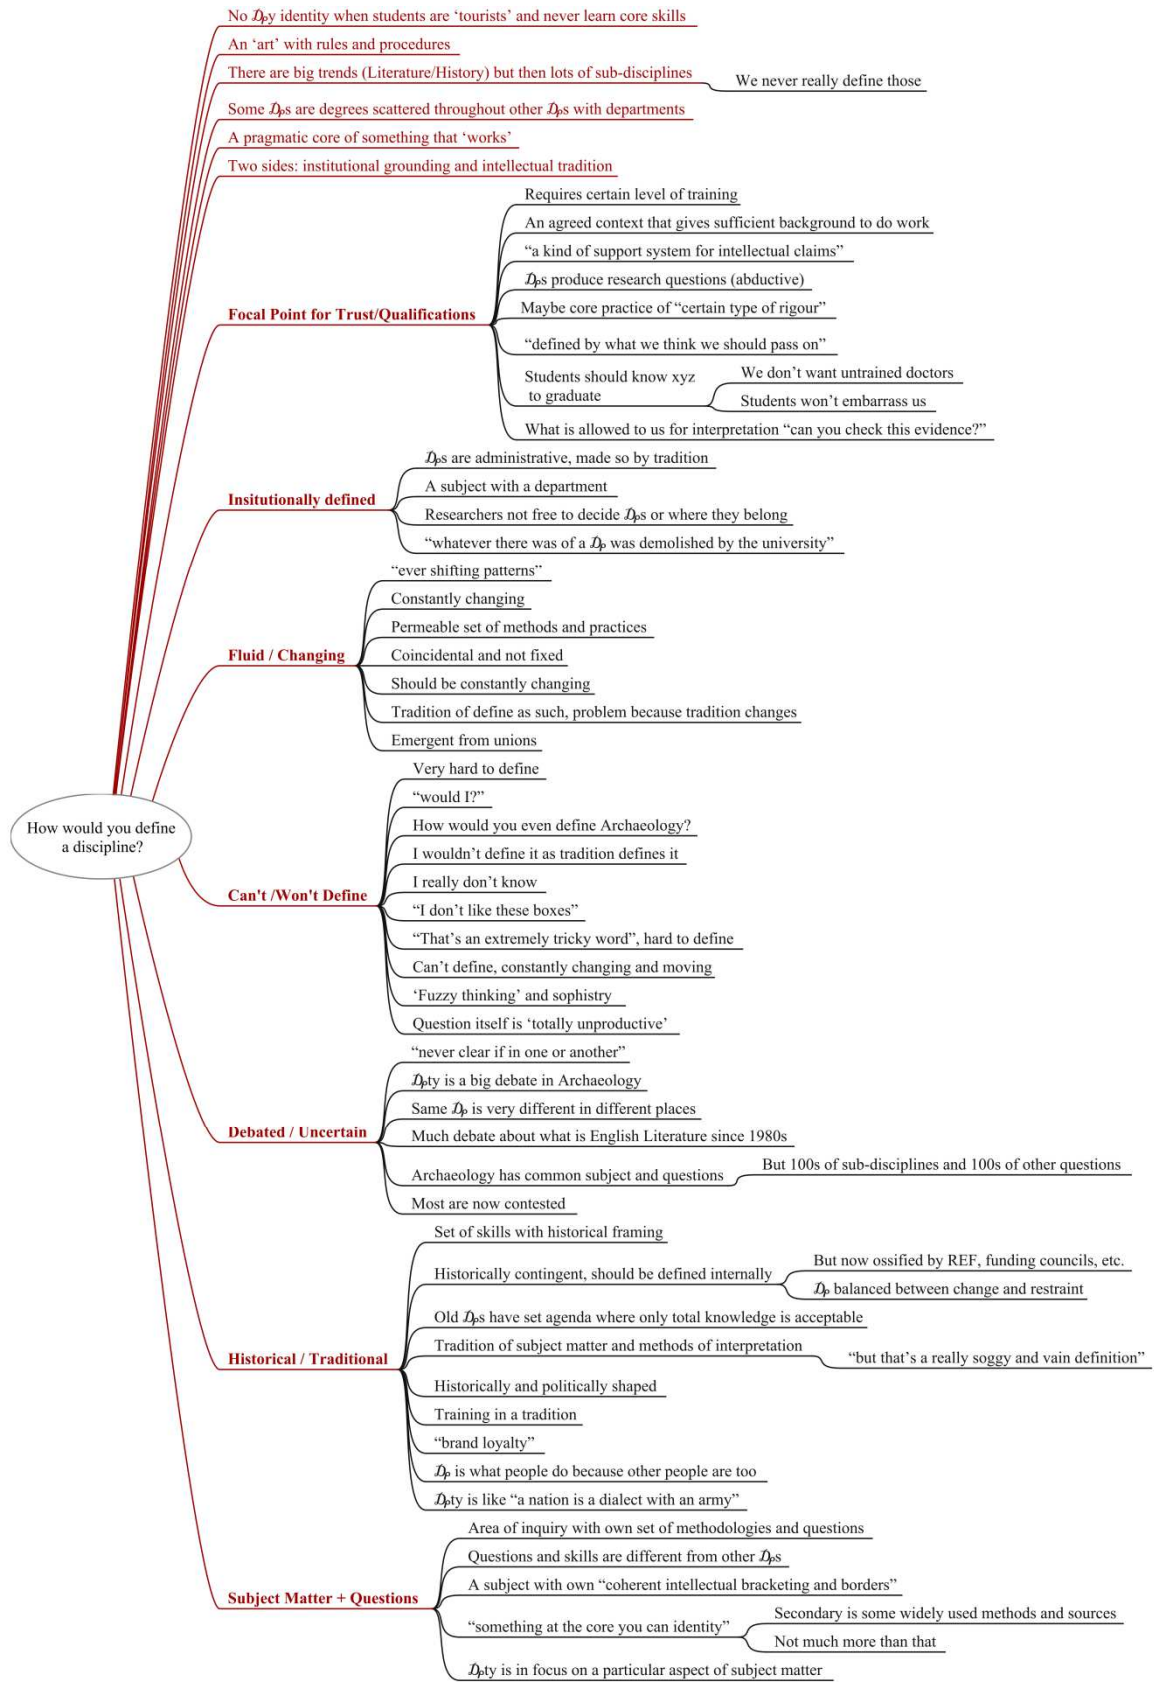 No 𝒟ₚy identity when students are ‘tourists’ and never learn core skills
An ‘art’ with rules and procedures
There are big trends (Literature/History) but then lots of sub-disciplines
We never really define those
Some 𝒟ₚs are degrees scattered throughout other 𝒟ₚs with departments
A pragmatic core of something that ‘works’
Two sides: institutional grounding and intellectual tradition
Focal Point for Trust/Qualifications
Requires certain level of training
An agreed context that gives sufficient background to do work
“a kind of support system for intellectual claims”
𝒟ₚs produce research questions (abductive)
Maybe core practice of “certain type of rigour”
“defined by what we think we should pass on”
Students should know xyz
to graduate
We don’t want untrained doctors
Students won’t embarrass us
What is allowed to us for interpretation “can you check this evidence?”
Insitutionally defined
𝒟ₚs are administrative, made so by tradition
A subject with a department
Researchers not free to decide 𝒟ₚs or where they belong
“whatever there was of a 𝒟ₚ was demolished by the university”
Fluid / Changing
“ever shifting patterns”
Constantly changing
Permeable set of methods and practices
Coincidental and not fixed
Should be constantly changing
Tradition of define as such, problem because tradition changes
Emergent from unions
How would you define
a discipline?
Can't /Won't Define
Very hard to define
“would I?”
How would you even define Archaeology?
I wouldn’t define it as tradition defines it
I really don’t know
“I don’t like these boxes”
“That’s an extremely tricky word”, hard to define
Can’t define, constantly changing and moving
‘Fuzzy thinking’ and sophistry
Question itself is ‘totally unproductive’
Debated / Uncertain
“never clear if in one or another”
𝒟ₚty is a big debate in Archaeology
Same 𝒟ₚ is very different in different places
Much debate about what is English Literature since 1980s
Archaeology has common subject and questions
But 100s of sub-disciplines and 100s of other questions
Most are now contested
Historical / Traditional
Set of skills with historical framing
Historically contingent, should be defined internally
But now ossified by REF, funding councils, etc.
𝒟ₚ balanced between change and restraint
Old 𝒟ₚs have set agenda where only total knowledge is acceptable
Tradition of subject matter and methods of interpretation
“but that’s a really soggy and vain definition”
Historically and politically shaped
Training in a tradition
“brand loyalty”
𝒟ₚ is what people do because other people are too
𝒟ₚty is like “a nation is a dialect with an army”
Subject Matter + Questions
Area of inquiry with own set of methodologies and questions
Questions and skills are different from other 𝒟ₚs
A subject with own “coherent intellectual bracketing and borders”
“something at the core you can identity”
Secondary is some widely used methods and sources
Not much more than that
𝒟ₚty is in focus on a particular aspect of subject matter